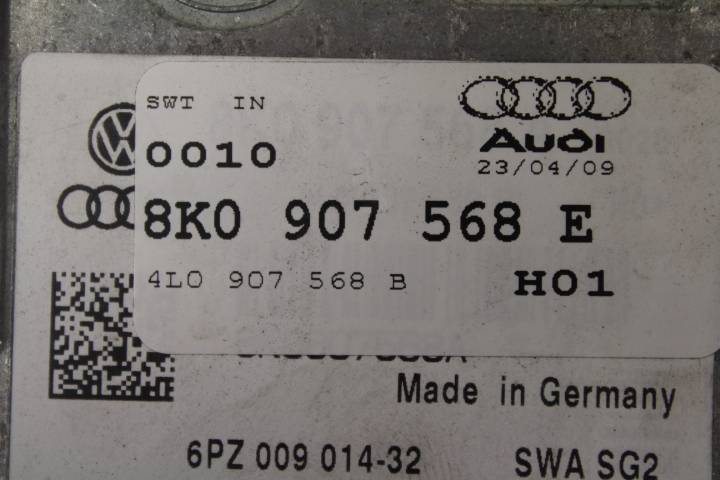 SWT IN
0010
Audi
23/04/09
8K0 907 568 E
4L0 907 568 B H01
Made in Germany
6PZ 009 014-32 SWA SG2